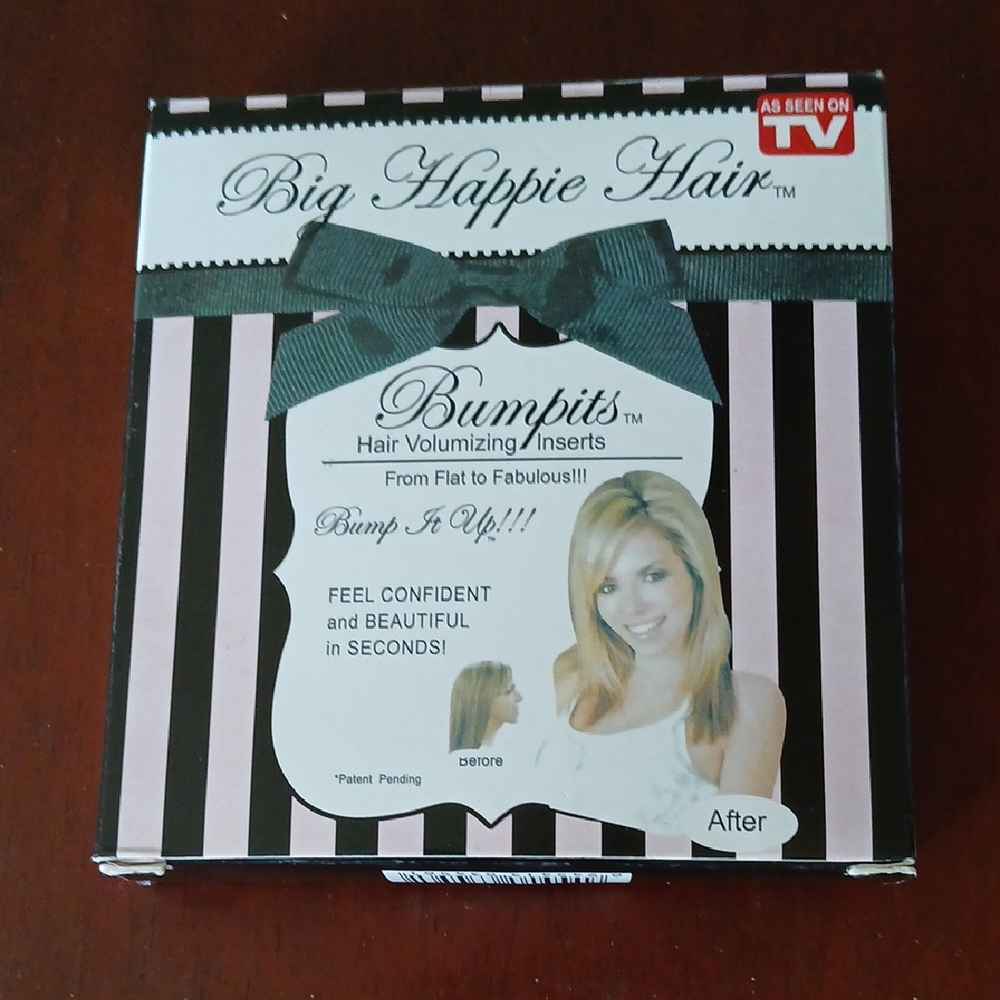 AS SEEN ON
TV
Big Happie Hair™
Bumpits™
Hair Volumizing Inserts
From Flat to Fabulous!!!
Bump It Up!!!™
FEEL CONFIDENT
and BEAUTIFUL
in SECONDS!
Before
*Patent Pending
After